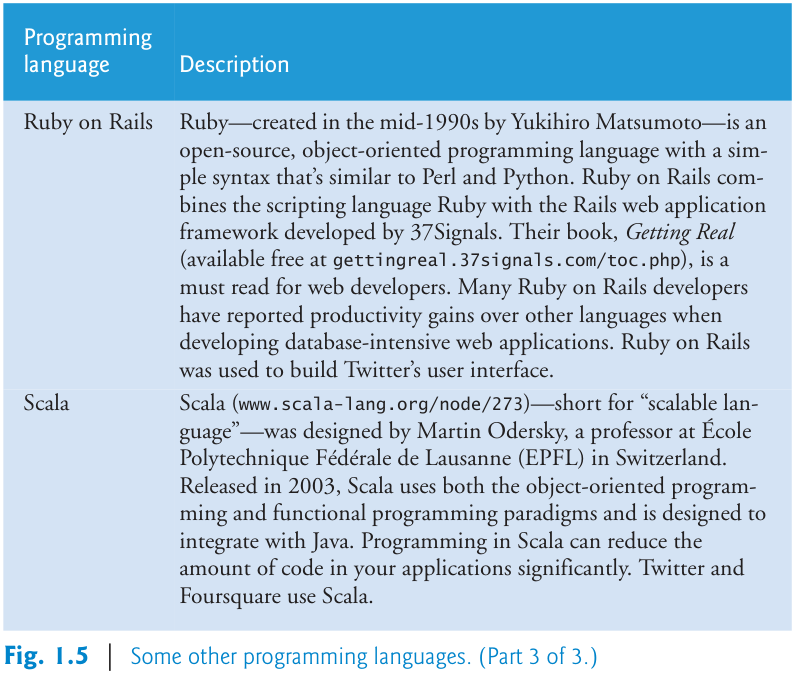 Programming
language
Description
Ruby on Rails
Ruby—created in the mid-1990s by Yukihiro Matsumoto—is an
open-source, object-oriented programming language with a sim-
ple syntax that’s similar to Perl and Python. Ruby on Rails com-
bines the scripting language Ruby with the Rails web application
framework developed by 37Signals. Their book, Getting Real
(available free at gettingreal.37signals.com/toc.php), is a
must read for web developers. Many Ruby on Rails developers
have reported productivity gains over other languages when
developing database-intensive web applications. Ruby on Rails
was used to build Twitter’s user interface.
Scala
Scala (www.scala-lang.org/node/273)—short for “scalable lan-
guage”—was designed by Martin Odersky, a professor at École
Polytechnique Fédérale de Lausanne (EPFL) in Switzerland.
Released in 2003, Scala uses both the object-oriented program-
ming and functional programming paradigms and is designed to
integrate with Java. Programming in Scala can reduce the
amount of code in your applications significantly. Twitter and
Foursquare use Scala.
Fig. 1.5 | Some other programming languages. (Part 3 of 3.)